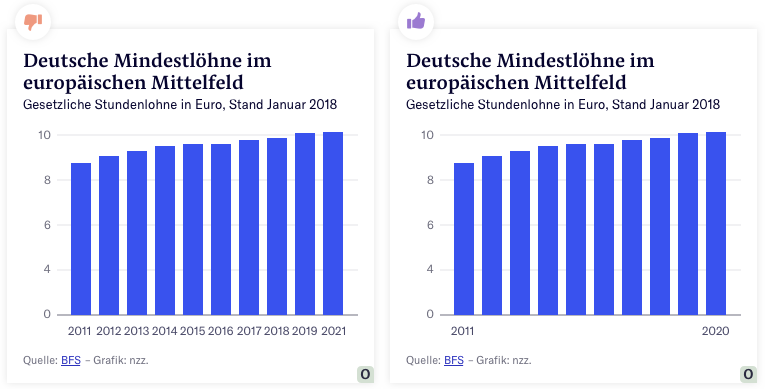 Deutsche Mindestlöhne im
europäischen Mittelfeld
Gesetzliche Stundenlohne in Euro, Stand Januar 2018
10
8
6
4
0
2011 2012 2013 2014 2015 2016 2017 2018 2019 2021
Quelle: BFS – Grafik: nzz.
O
Deutsche Mindestlöhne im
europäischen Mittelfeld
Gesetzliche Stundenlohne in Euro, Stand Januar 2018
10
8
6
4
0
2011 2020
Quelle: BFS – Grafik: nzz.
O